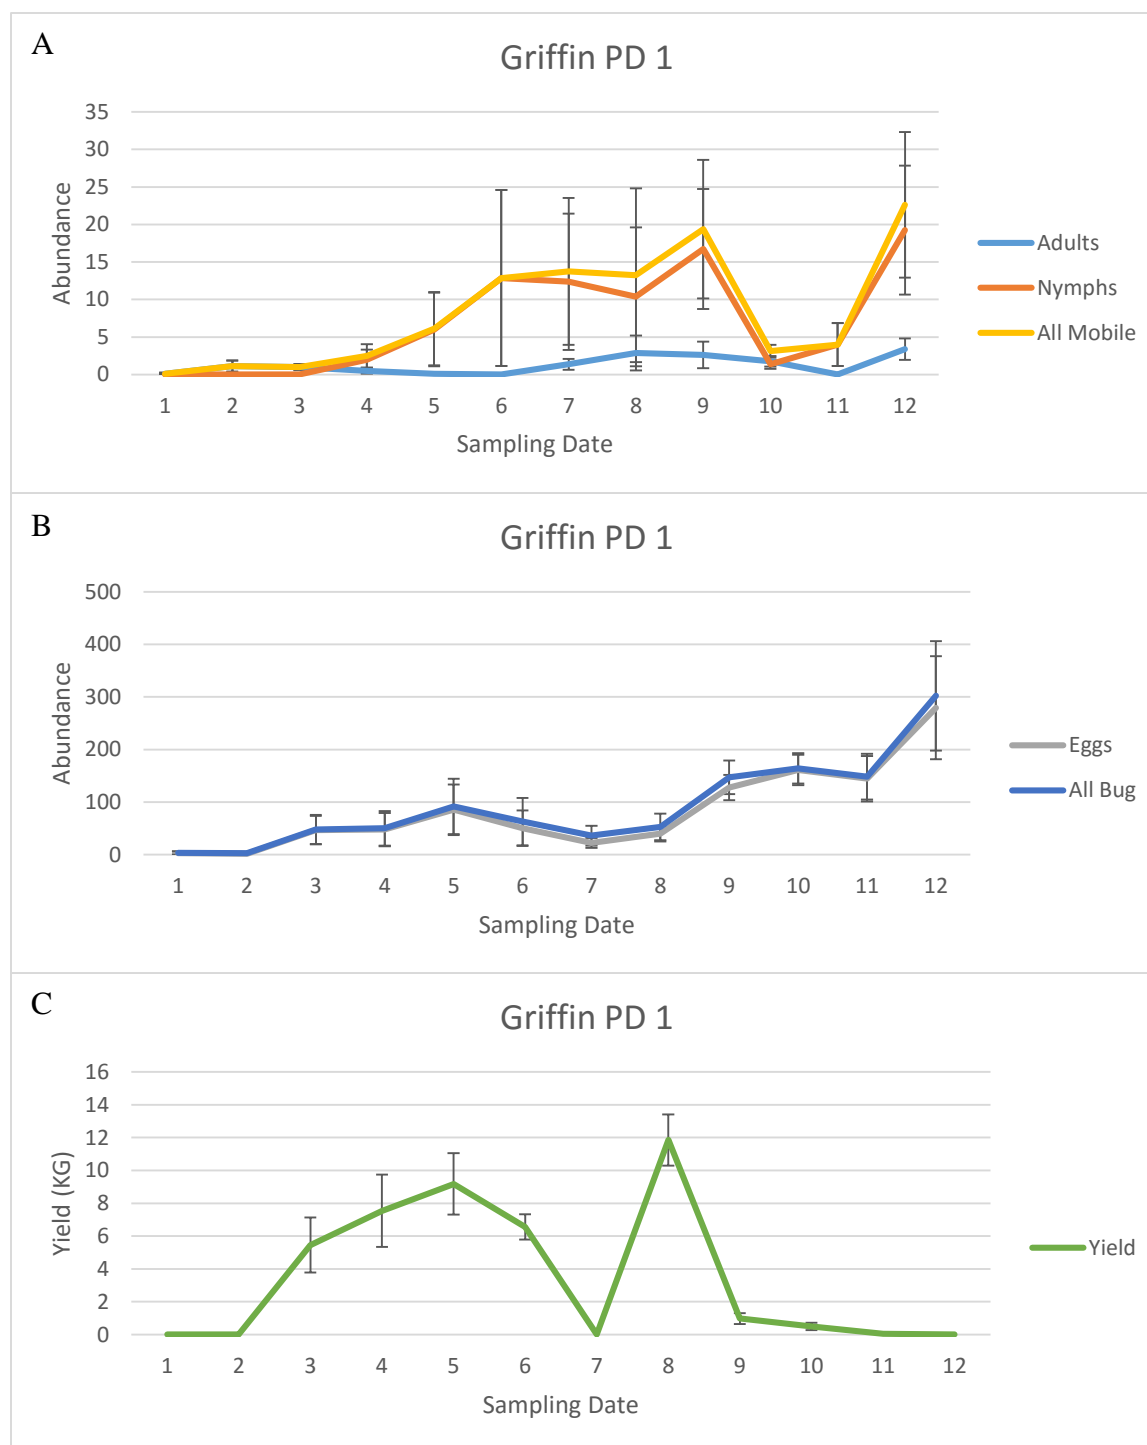 A
Griffin PD 1
35
30
25
20
15
10
5
0
Abundance
1 2 3 4 5 6 7 8 9 10 11 12
Sampling Date
Adults
Nymphs
All Mobile
B
Griffin PD 1
500
400
300
200
100
0
Abundance
1 2 3 4 5 6 7 8 9 10 11 12
Sampling Date
Eggs
All Bug
C
Griffin PD 1
16
14
12
10
8
6
4
2
0
Yield (KG)
1 2 3 4 5 6 7 8 9 10 11 12
Sampling Date
Yield